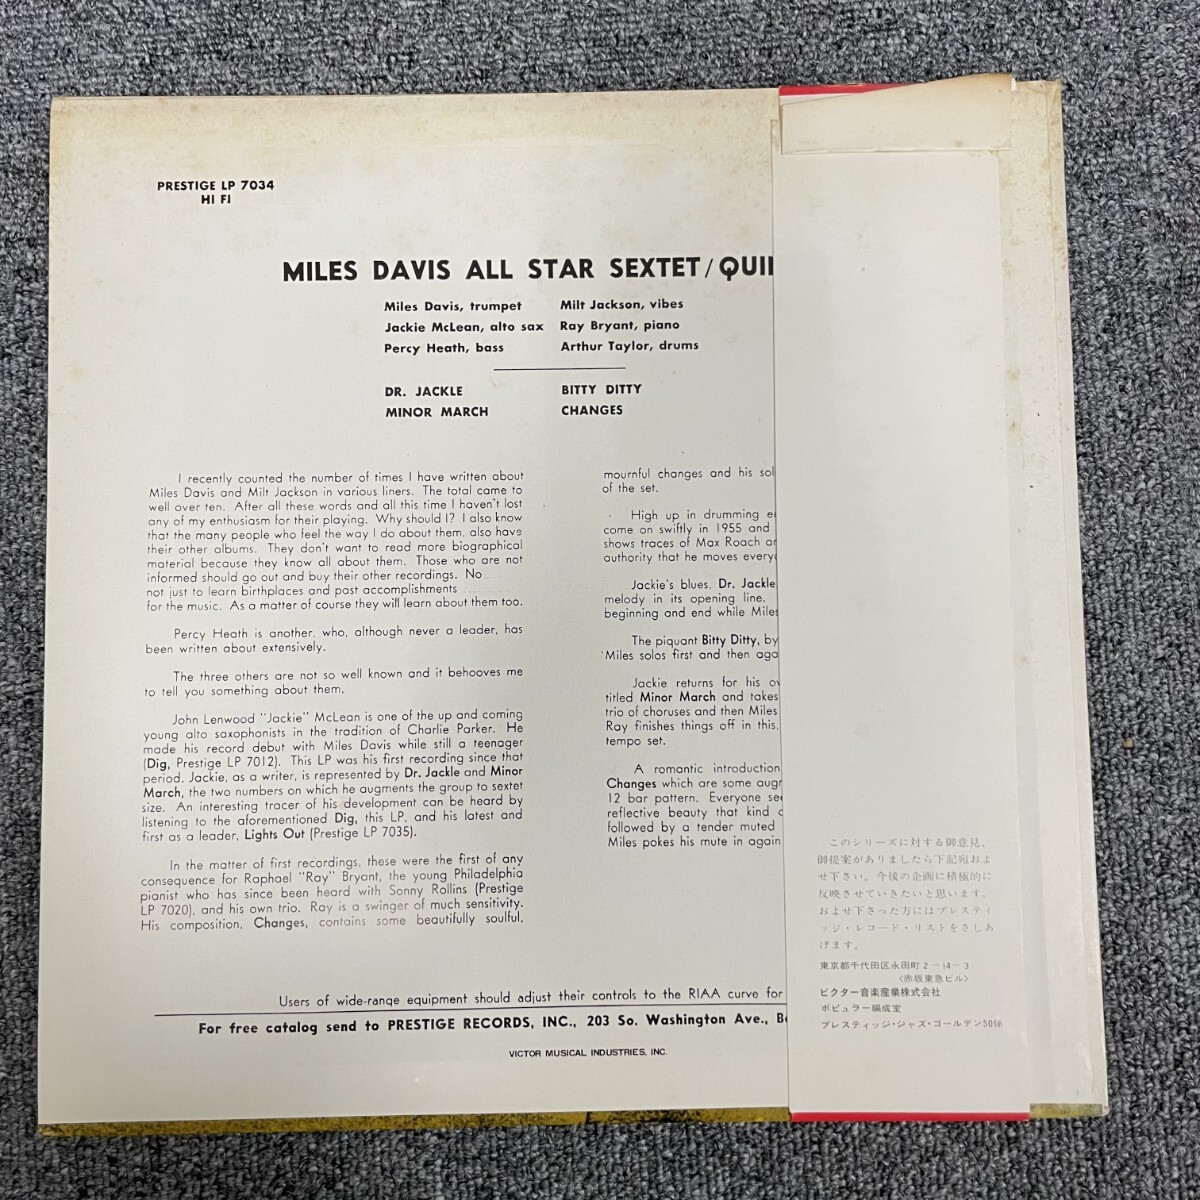 PRESTIGE LP 7034
HI FI
MILES DAVIS ALL STAR SEXTET/QUI
Miles Davis, trumpet
Milt Jackson, vibes
Jackie McLean, alto sax
Ray Bryant, piano
Percy Heath, bass
Arthur Taylor, drums
DR. JACKLE
BITTY DITTY
MINOR MARCH
CHANGES
I recently counted the number of times I have written about
Miles Davis and Milt Jackson in various liners. The total came to
well over ten. After all these words and all this time I haven't lost
any of my enthusiasm for their playing. Why should I? I also know
that the many people who feel the way I do about them, also have
their other albums. They don't want to read more biographical
material because they know all about them. Those who are not
informed should go out and buy their other recordings. No
not just to learn birthplaces and past accomplishments
for the music. As a matter of course they will learn about them too.
Percy Heath is another, who, although never a leader, has
been written about extensively.
The three others are not so well known and it behooves me
to tell you something about them.
John Lenwood "Jackie" McLean is one of the up and coming
young alto saxophonists in the tradition of Charlie Parker. He
made his record debut with Miles Davis while still a teenager
(Dig, Prestige LP 7012). This LP was his first recording since that
period. Jackie, as a writer, is represented by Dr. Jackle and Minor
March, the two numbers on which he augments the group to sextet
size. An interesting tracer of his development can be heard by
listening to the aforementioned Dig, this LP, and his latest and
first as a leader, Lights Out (Prestige LP 7035).
In the matter of first recordings, these were the first of any
consequence for Raphael "Ray" Bryant, the young Philadelphia
pianist who has since been heard with Sonny Rollins (Prestige
LP 7020), and his own trio. Ray is a swinger of much sensitivity.
His composition, Changes, contains some beautifully soulful,
mournful changes and his sol
of the set.
High up in drumming e
come on swiftly in 1955 and
shows traces of Max Roach a
authority that he moves every
Jackie's blues, Dr. Jackle
melody in its opening line.
beginning and end while Miles
The piquant Bitty Ditty, by
Miles solos first and then aga
Jackie returns for his ow
titled Minor March and takes
trio of choruses and then Miles
Ray finishes things off in this,
tempo set.
A romantic introduction
Changes which are some augr
12 bar pattern. Everyone see
reflective beauty that kind o
followed by a tender muted
Miles pokes his mute in again
Users of wide-range equipment should adjust their controls to the RIAA curve for
For free catalog send to PRESTIGE RECORDS, INC., 203 So. Washington Ave., Be
VICTOR MUSICAL INDUSTRIES, INC.
このシリーズに対する御意見、
御提案がありましたら下記宛およ
せ下さい。今後の企画に積極的に
反映させていきたいと思います。
およせ下さった方にはプレスティ
ッジ・レコード・リストをさしあ
げます。
東京都千代田区永田町2-14-3
〈赤坂東急ビル〉
ビクター音楽産業株式会社
ポピュラー編成室
プレスティッジ・ジャズ・ゴールデン50係